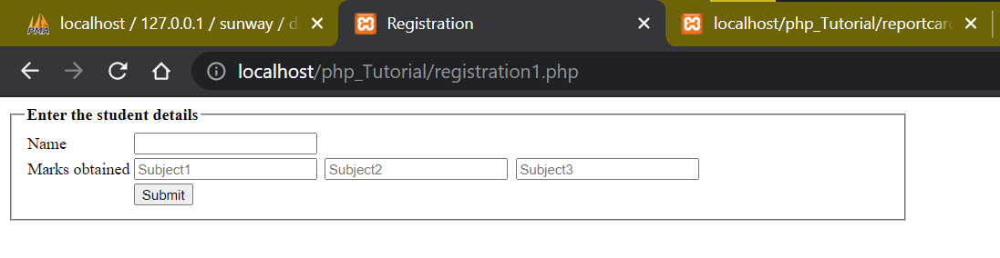 PMA localhost / 127.0.0.1 / sunway / d
Registration
localhost/php_Tutorial/reportcard
localhost/php_Tutorial/registration1.php
Enter the student details
Name
Marks obtained Subject1 Subject2 Subject3
Submit